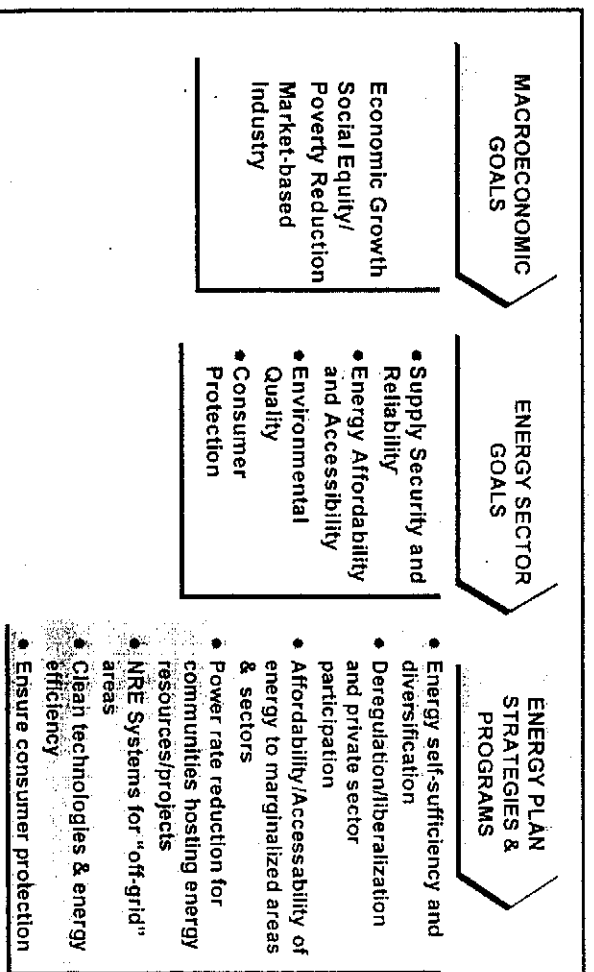 MACROECONOMIC
GOALS
Economic Growth
Social Equity/
Poverty Reduction
Market-based
Industry
ENERGY SECTOR
GOALS
• Supply Security and
Reliability
• Energy Affordability
and Accessibility
• Environmental
Quality
• Consumer
Protection
ENERGY PLAN
STRATEGIES &
PROGRAMS
• Energy self-sufficiency and
diversification
• Deregulation/liberalization
and private sector
participation
• Affordability/Accessability of
energy to marginalized areas
& sectors
• Power rate reduction for
communities hosting energy
resources/projects
• NRE Systems for "off-grid"
areas
• Clean technologies & energy
efficiency
• Ensure consumer protection